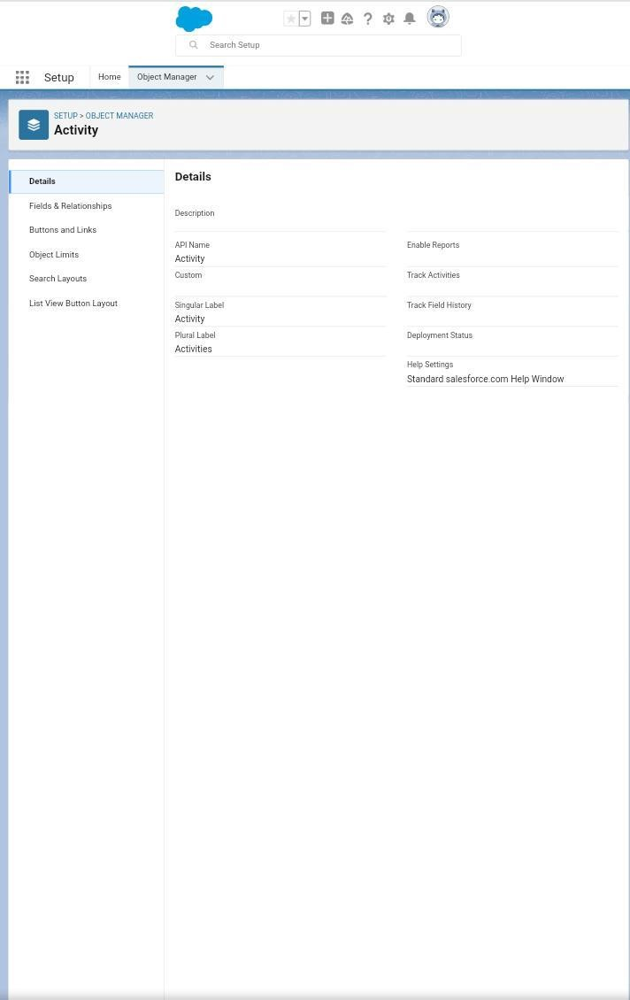 Search Setup
Setup
Home
Object Manager
SETUP > OBJECT MANAGER
Activity
Details
Fields & Relationships
Buttons and Links
Object Limits
Search Layouts
List View Button Layout
Details
Description
API Name
Activity
Enable Reports
Custom
Track Activities
Singular Label
Activity
Track Field History
Plural Label
Activities
Deployment Status
Help Settings
Standard salesforce.com Help Window